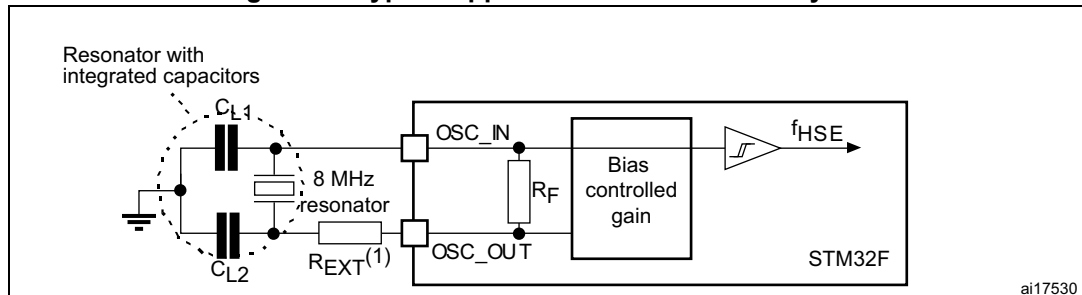 Resonator with
integrated capacitors
CL1
OSC_IN
fHSE
8 MHz
resonator
RF
Bias
controlled
gain
REXT(1)
OSC_OUT
STM32F
CL2
ai17530